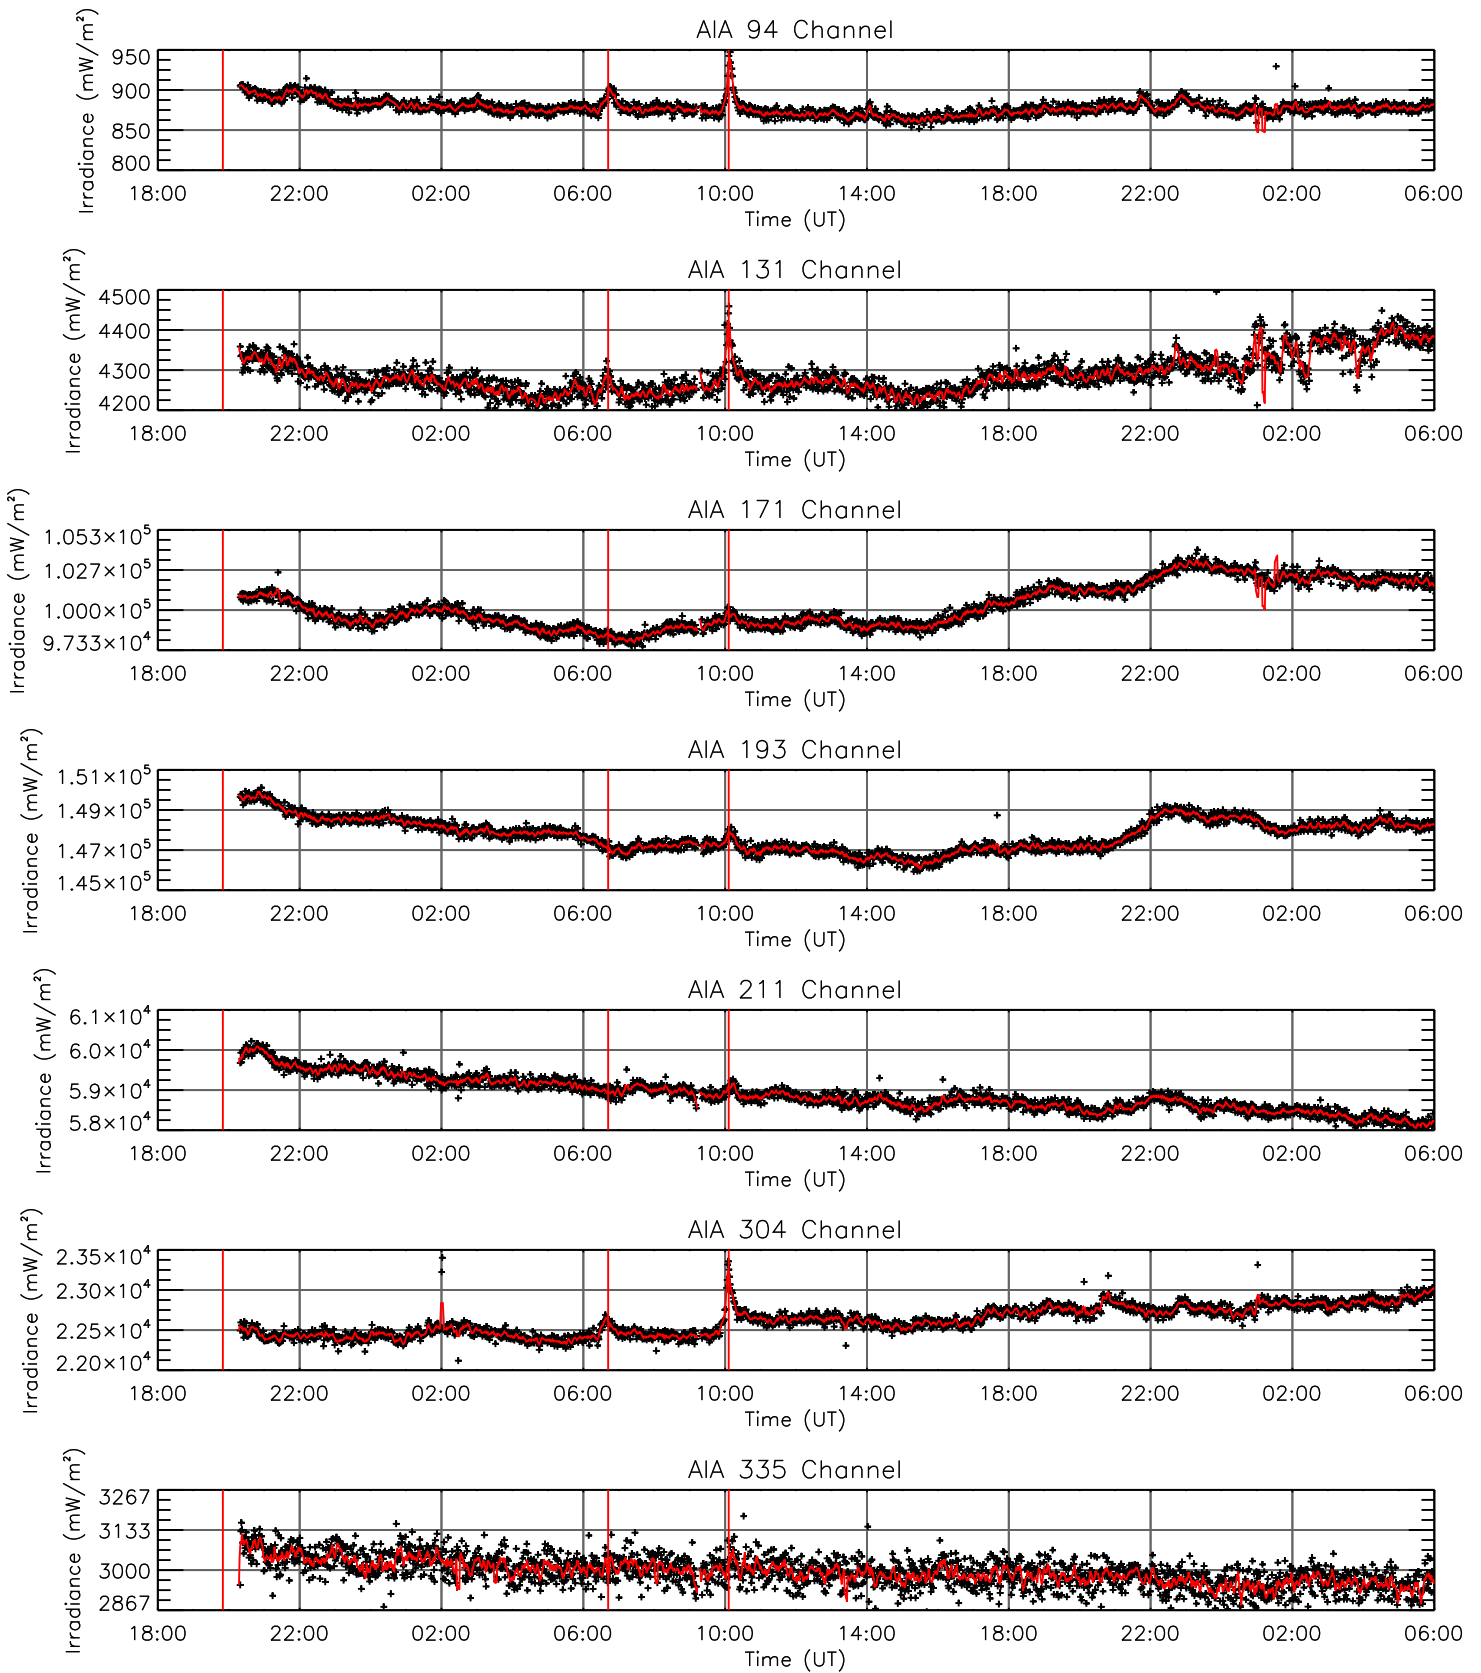 AIA 94 Channel
Irradiance (mW/m²)
950
900
850
800
18:00 22:00 02:00 06:00 10:00 14:00 18:00 22:00 02:00 06:00
Time (UT)
AIA 131 Channel
Irradiance (mW/m²)
4500
4400
4300
4200
18:00 22:00 02:00 06:00 10:00 14:00 18:00 22:00 02:00 06:00
Time (UT)
AIA 171 Channel
Irradiance (mW/m²)
1.053×10⁵
1.027×10⁵
1.000×10⁵
9.733×10⁴
18:00 22:00 02:00 06:00 10:00 14:00 18:00 22:00 02:00 06:00
Time (UT)
AIA 193 Channel
Irradiance (mW/m²)
1.51×10⁵
1.49×10⁵
1.47×10⁵
1.45×10⁵
18:00 22:00 02:00 06:00 10:00 14:00 18:00 22:00 02:00 06:00
Time (UT)
AIA 211 Channel
Irradiance (mW/m²)
6.1×10⁴
6.0×10⁴
5.9×10⁴
5.8×10⁴
18:00 22:00 02:00 06:00 10:00 14:00 18:00 22:00 02:00 06:00
Time (UT)
AIA 304 Channel
Irradiance (mW/m²)
2.35×10⁴
2.30×10⁴
2.25×10⁴
2.20×10⁴
18:00 22:00 02:00 06:00 10:00 14:00 18:00 22:00 02:00 06:00
Time (UT)
AIA 335 Channel
Irradiance (mW/m²)
3267
3133
3000
2867
18:00 22:00 02:00 06:00 10:00 14:00 18:00 22:00 02:00 06:00
Time (UT)